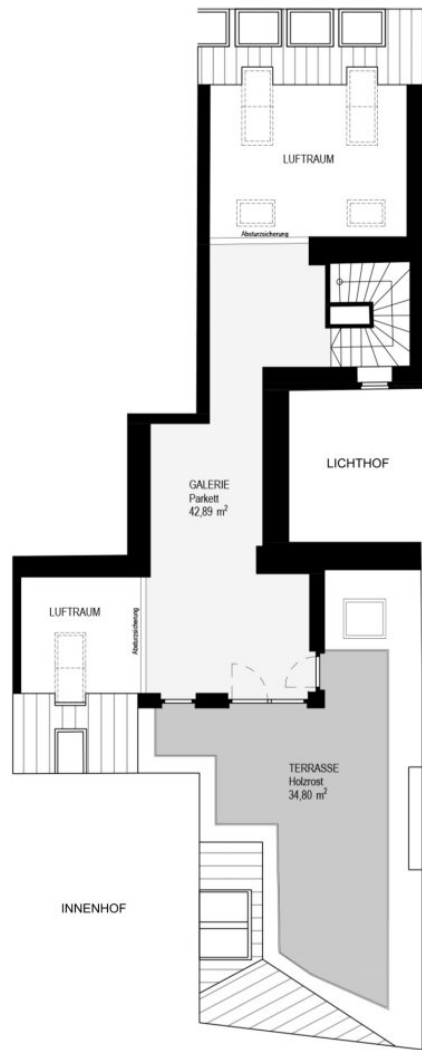 LUFTRAUM
Absturzsicherung
LICHTHOF
GALERIE
Parkett
42,89 m²
LUFTRAUM
Absturzsicherung
TERRASSE
Holzrost
34,80 m²
INNENHOF